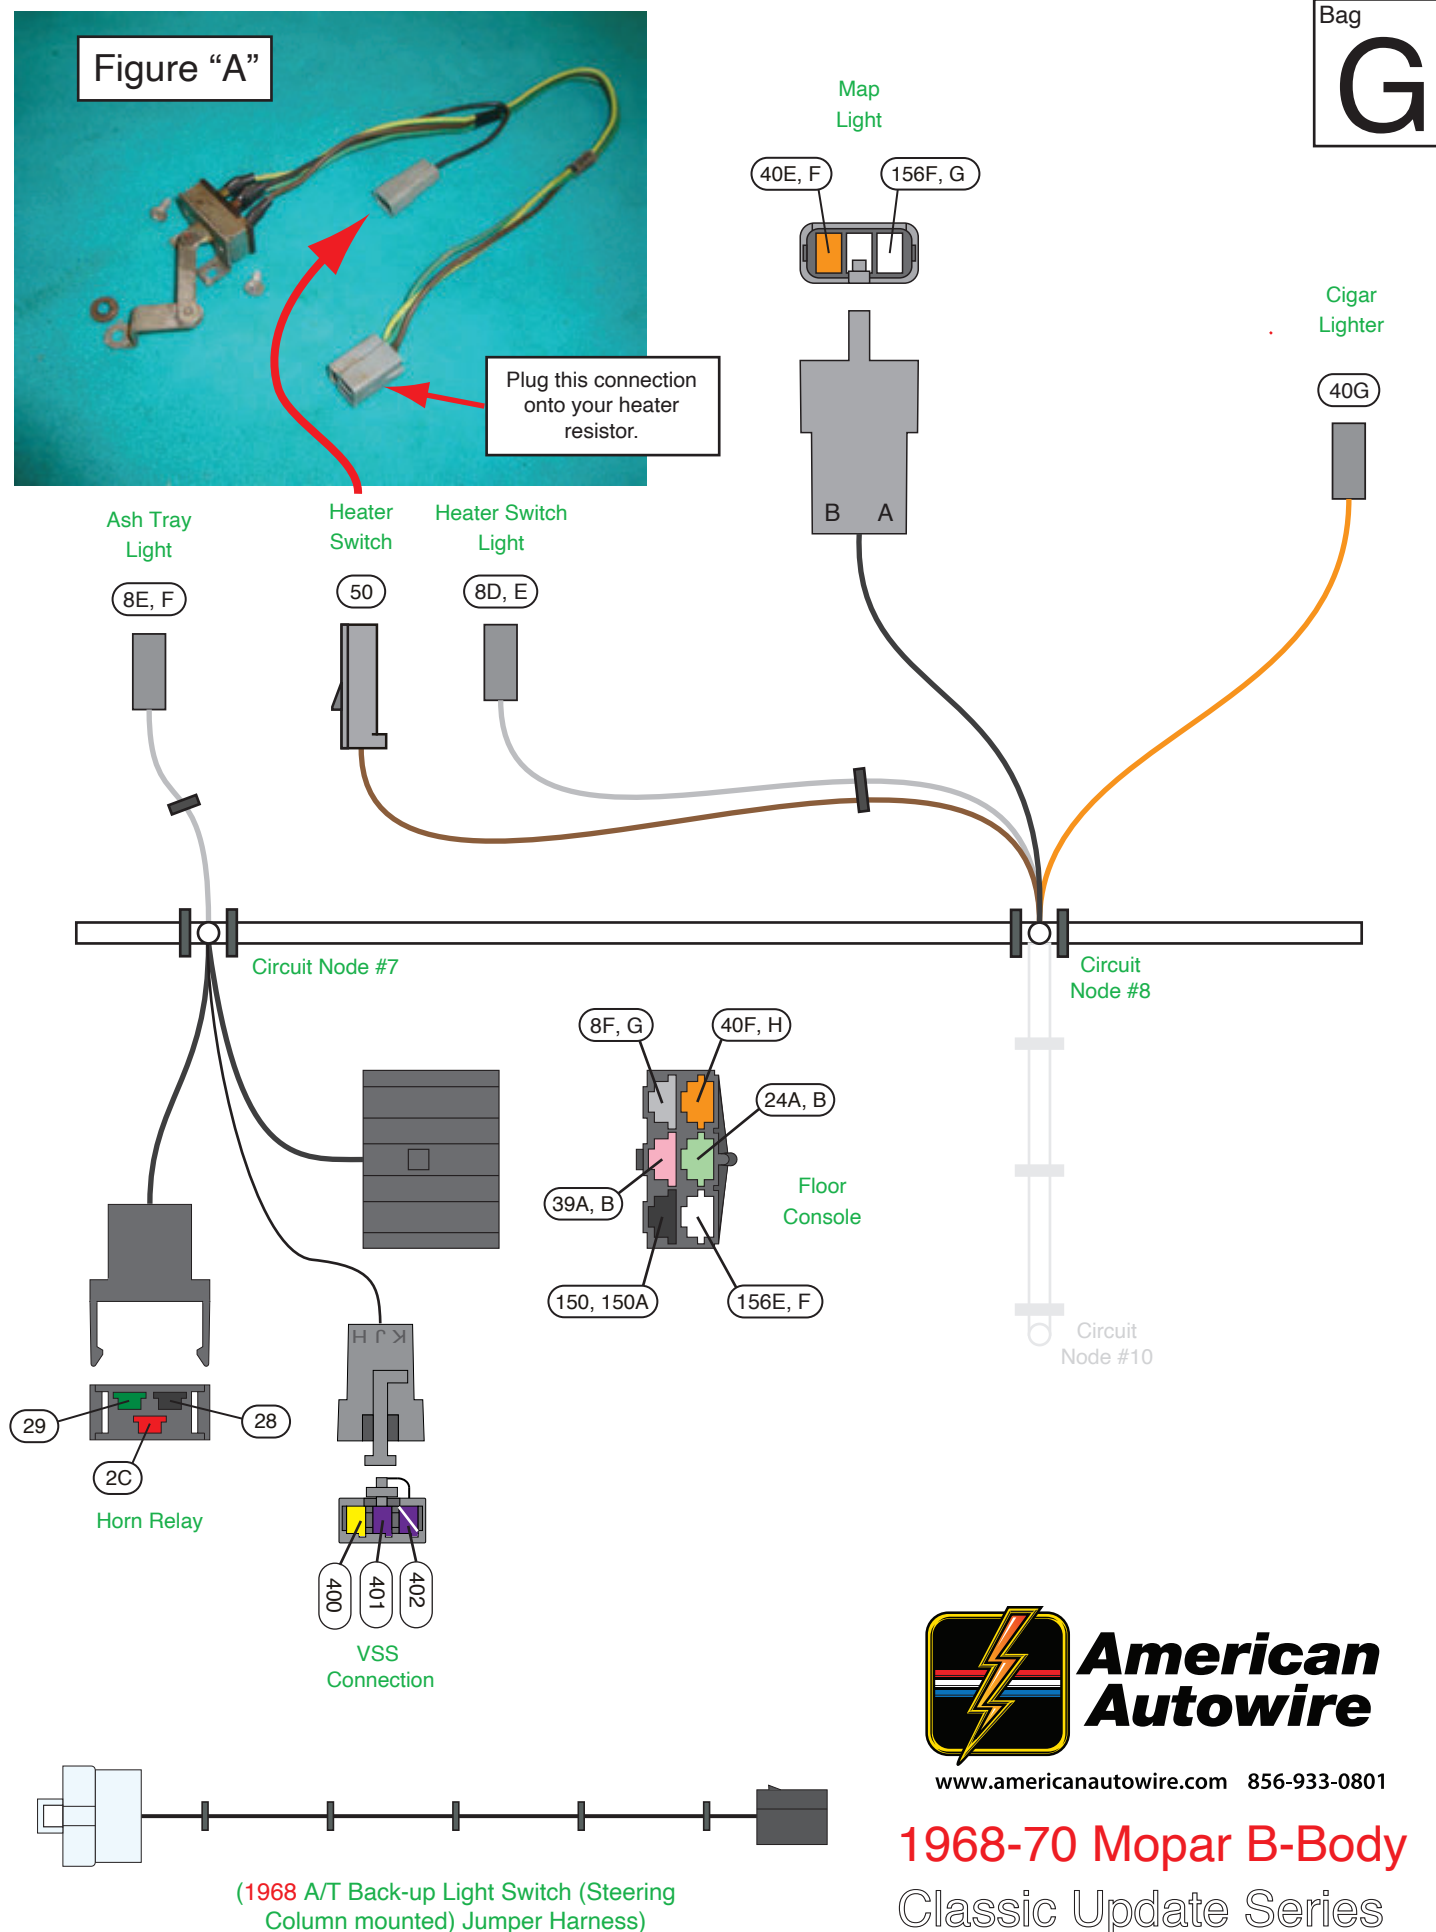 Bag
G
Figure “A”
Plug this connection
onto your heater
resistor.
Map
Light
40E, F
156F, G
Cigar
Lighter
40G
B A
Ash Tray
Light
8E, F
Heater
Switch
50
Heater Switch
Light
8D, E
Circuit Node #7
Circuit
Node #8
8F, G
40F, H
24A, B
39A, B
150, 150A
156E, F
Floor
Console
Circuit
Node #10
29
28
2C
Horn Relay
K J H
400
401
402
VSS
Connection
American
Autowire
www.americanautowire.com 856-933-0801
1968-70 Mopar B-Body
Classic Update Series
(1968 A/T Back-up Light Switch (Steering
Column mounted) Jumper Harness)